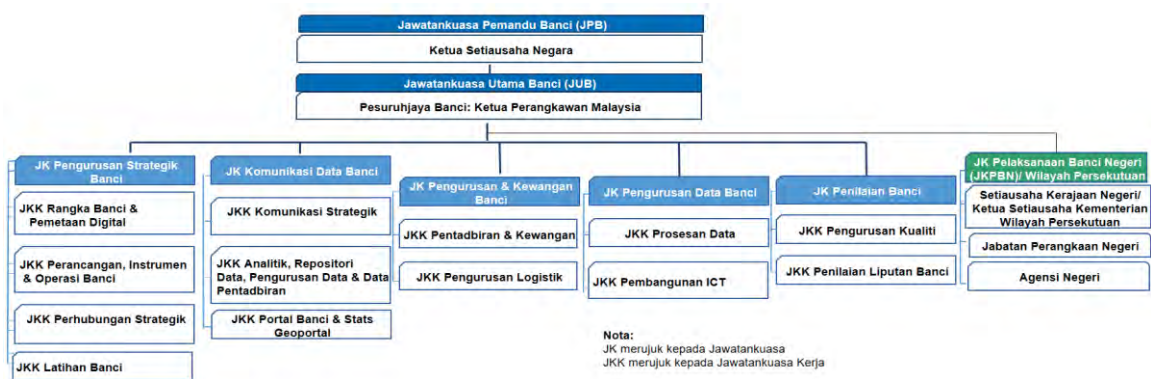 Jawatankuasa Pemandu Banci (JPB)
Ketua Setiausaha Negara
Jawatankuasa Utama Banci (JUB)
Pesuruhjaya Banci: Ketua Perangkawan Malaysia
JK Pengurusan Strategik
Banci
JKK Rangka Banci &
Pemetaan Digital
JKK Perancangan, Instrumen
& Operasi Banci
JKK Perhubungan Strategik
JKK Latihan Banci
JK Komunikasi Data Banci
JKK Komunikasi Strategik
JKK Analitik, Repositori
Data, Pengurusan Data & Data
Pentadbiran
JKK Portal Banci & Stats
Geoportal
JK Pengurusan & Kewangan
Banci
JKK Pentadbiran & Kewangan
JKK Pengurusan Logistik
JK Pengurusan Data Banci
JKK Prosesan Data
JKK Pembangunan ICT
JK Penilaian Banci
JKK Pengurusan Kualiti
JKK Penilaian Liputan Banci
JK Pelaksanaan Banci Negeri
(JKPBN)/ Wilayah Persekutuan
Setiausaha Kerajaan Negeri/
Ketua Setiausaha Kementerian
Wilayah Persekutuan
Jabatan Perangkaan Negeri
Agensi Negeri
Nota:
JK merujuk kepada Jawatankuasa
JKK merujuk kepada Jawatankuasa Kerja